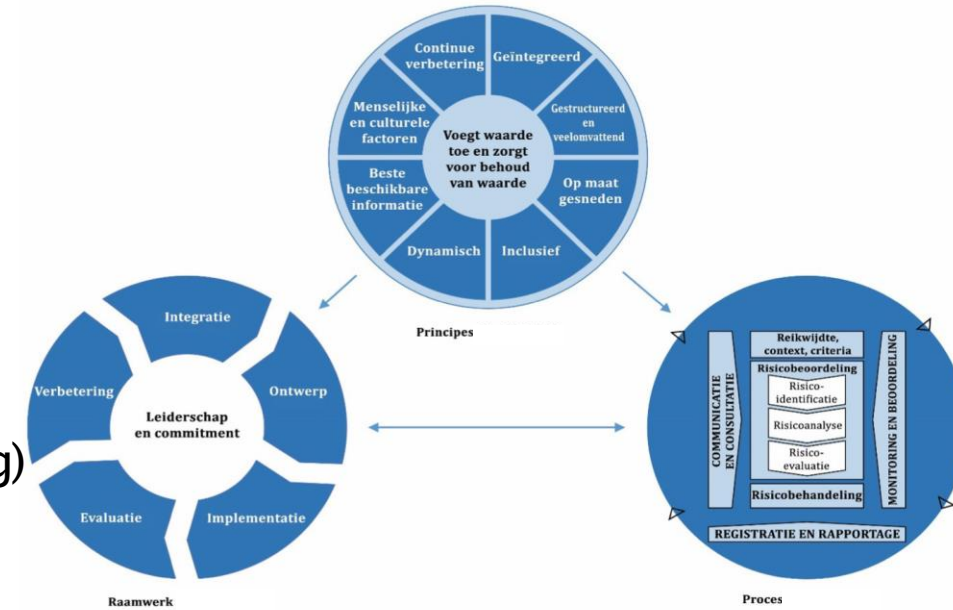 Continue
verbetering
Geïntegreerd
Menselijke
en culturele
factoren
Gestructureerd
en
veelomvattend
Voegt waarde
toe en zorgt
voor behoud
van waarde
Beste
beschikbare
informatie
Op maat
gesneden
Dynamisch
Inclusief
Principes
Integratie
Verbetering
Ontwerp
Leiderschap
en commitment
g)
Evaluatie
Implementatie
Raamwerk
COMMUNICATIE
EN CONSULTATIE
Reikwijdte,
context, criteria
Risicobeoordeling
Risico-
identificatie
Risicoanalyse
Risico-
evaluatie
Risicobehandeling
MONITORING EN BEOORDELING
REGISTRATIE EN RAPPORTAGE
Proces